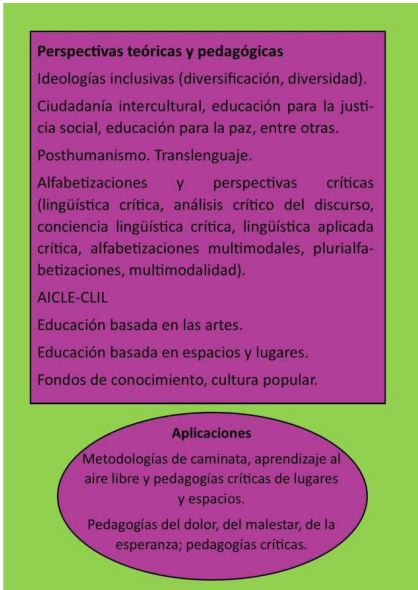 Perspectivas teóricas y pedagógicas
Ideologías inclusivas (diversificación, diversidad).
Ciudadanía intercultural, educación para la justi-
cia social, educación para la paz, entre otras.
Posthumanismo. Translenguaje.
Alfabetizaciones y perspectivas críticas
(lingüística crítica, análisis crítico del discurso,
conciencia lingüística crítica, lingüística aplicada
crítica, alfabetizaciones multimodales, plurialfa-
betizaciones, multimodalidad).
AICLE-CLIL
Educación basada en las artes.
Educación basada en espacios y lugares.
Fondos de conocimiento, cultura popular.
Aplicaciones
Metodologías de caminata, aprendizaje al
aire libre y pedagogías críticas de lugares
y espacios.
Pedagogías del dolor, del malestar, de la
esperanza; pedagogías críticas.